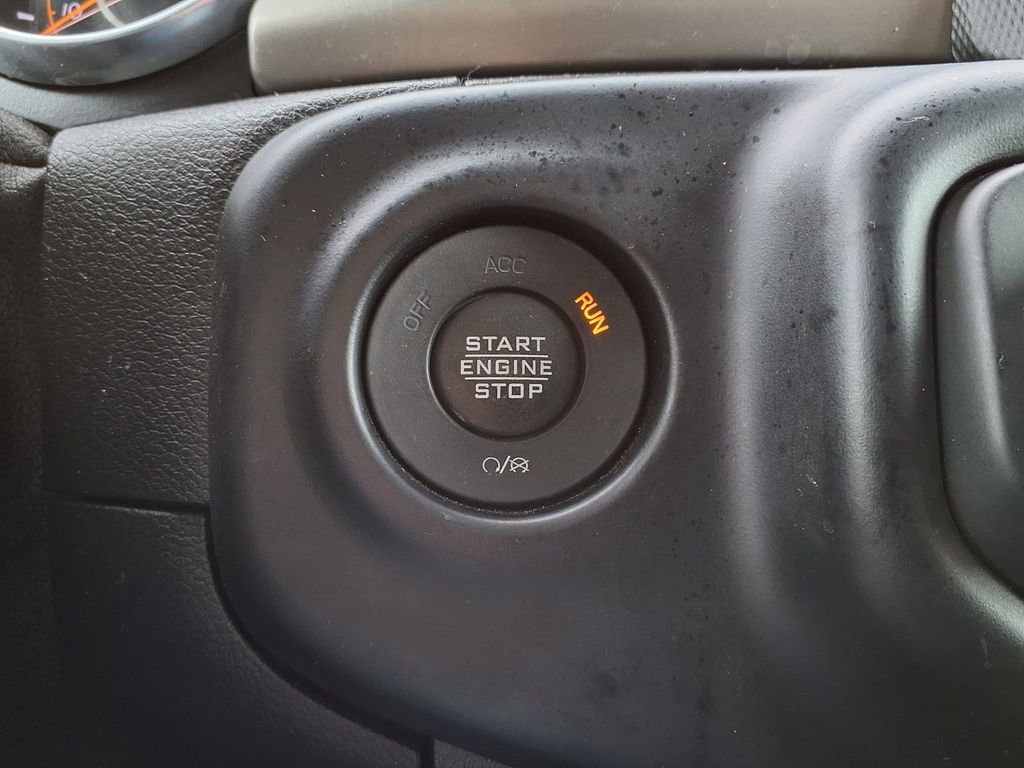 ACC
OFF
RUN
START
ENGINE
STOP